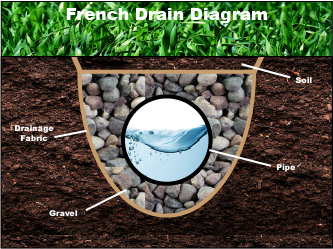 French Drain Diagram
Soil
Drainage
Fabric
Pipe
Gravel